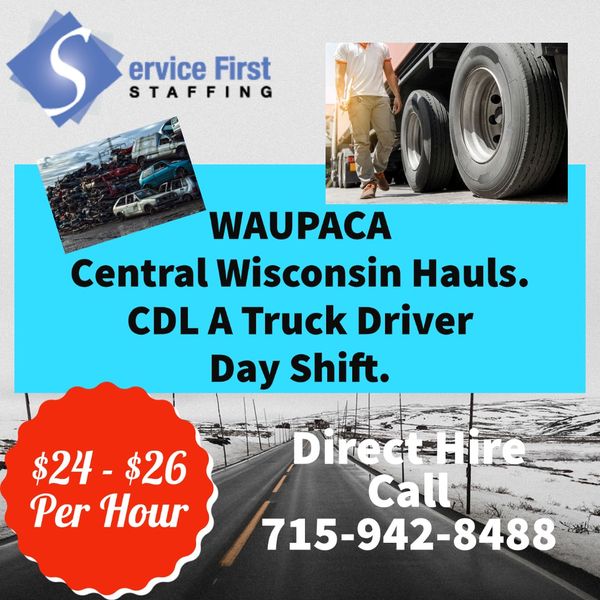 Service First
STAFFING
WAUPACA
Central Wisconsin Hauls.
CDL A Truck Driver
Day Shift.
$24 - $26
Per Hour
Direct Hire
Call
715-942-8488